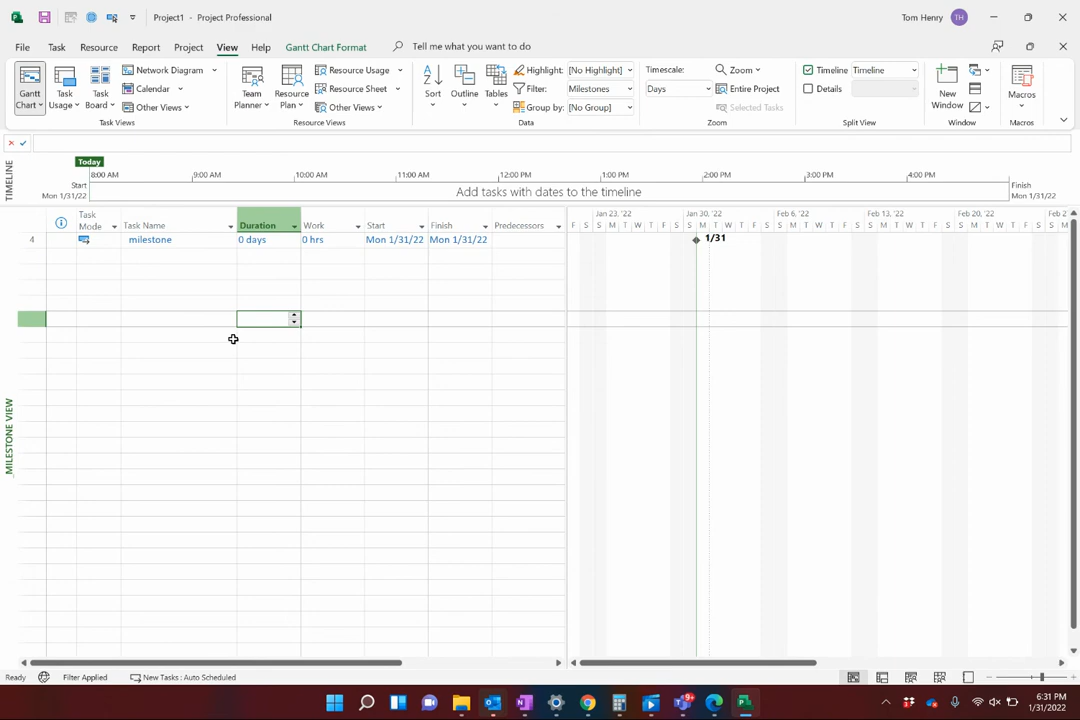 Project1 - Project Professional
Tom Henry
TH
File Task Resource Report Project View Help Gantt Chart Format Tell me what you want to do
Gantt Chart
Task Usage
Task Board
Network Diagram
Calendar
Other Views
Task Views
Team Planner
Resource Plan
Resource Usage
Resource Sheet
Other Views
Resource Views
Sort
Outline
Tables
Highlight: [No Highlight]
Filter: Milestones
Group by: [No Group]
Data
Timescale:
Days
Zoom
Entire Project
Selected Tasks
Zoom
Timeline Timeline
Details
Split View
New Window
Window
Macros
Macros
TIMELINE
Today
Start
Mon 1/31/22
8:00 AM 9:00 AM 10:00 AM 11:00 AM 12:00 PM 1:00 PM 2:00 PM 3:00 PM 4:00 PM
Add tasks with dates to the timeline
Finish
Mon 1/31/22
Task Mode Task Name Duration Work Start Finish Predecessors
Jan 23, '22 Jan 30, '22 Feb 6, '22 Feb 13, '22 Feb 20, '22 Feb 2
F S S M T W T F S S M T W T F S S M T W T F S S M T W T F S S M T W T F S S M
4 milestone 0 days 0 hrs Mon 1/31/22 Mon 1/31/22
1/31
_MILESTONE VIEW
Ready Filter Applied New Tasks : Auto Scheduled
6:31 PM
1/31/2022